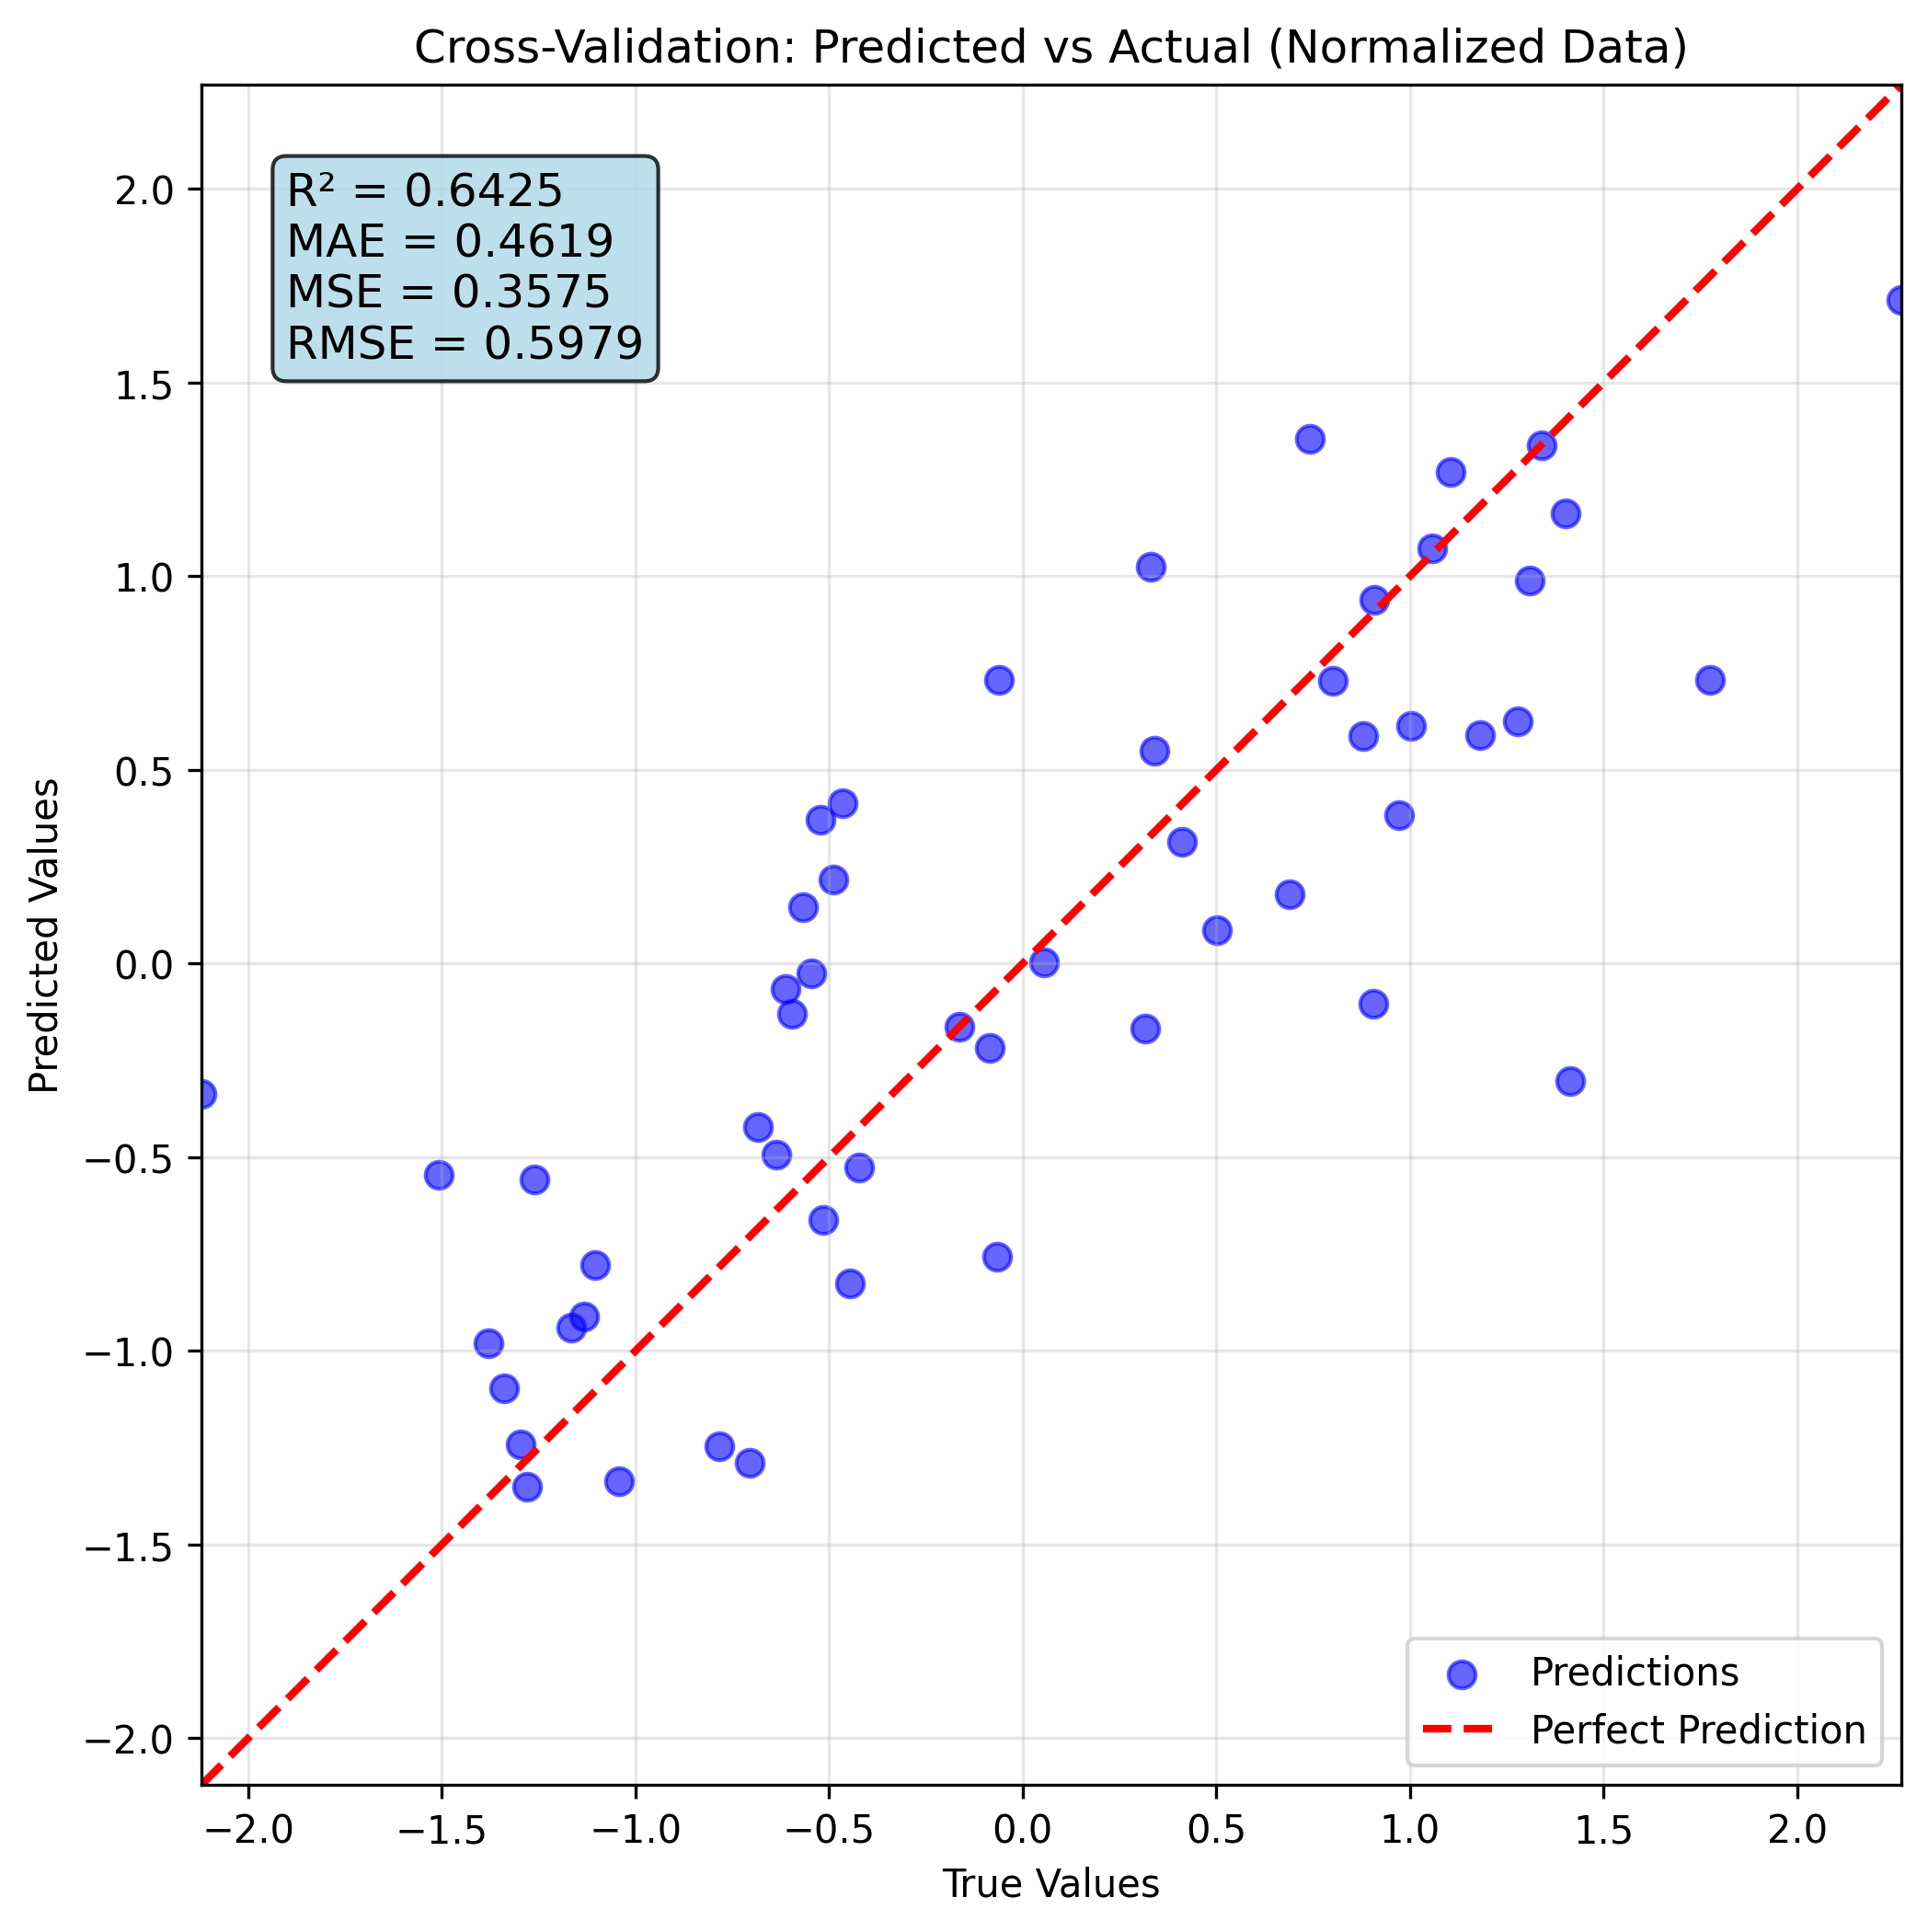 Cross-Validation: Predicted vs Actual (Normalized Data)
R² = 0.6425
MAE = 0.4619
MSE = 0.3575
RMSE = 0.5979
2.0
1.5
1.0
0.5
0.0
−0.5
−1.0
−1.5
−2.0
Predicted Values
Predictions
Perfect Prediction
−2.0 −1.5 −1.0 −0.5 0.0 0.5 1.0 1.5 2.0
True Values